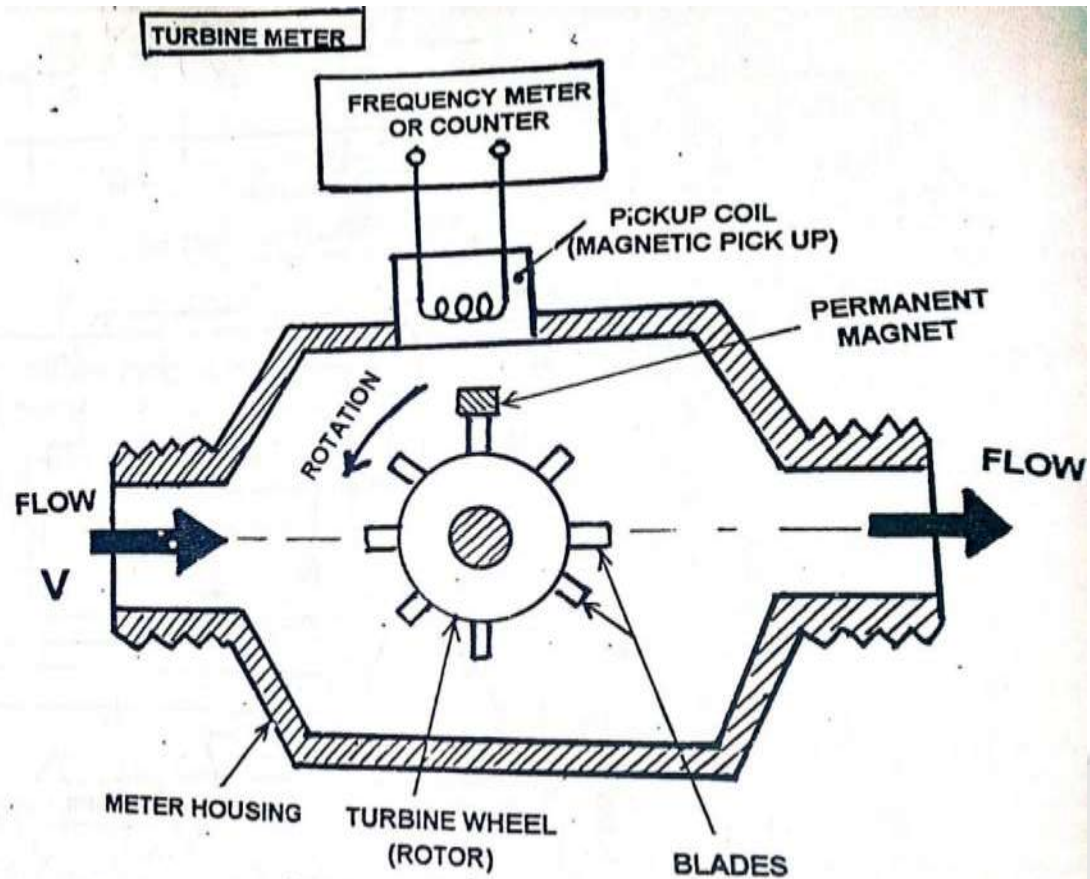 TURBINE METER
FREQUENCY METER
OR COUNTER
PiCKUP COIL
(MAGNETIC PICK UP)
PERMANENT
MAGNET
ROTATION
FLOW
FLOW
V
METER HOUSING
TURBINE WHEEL
(ROTOR)
BLADES